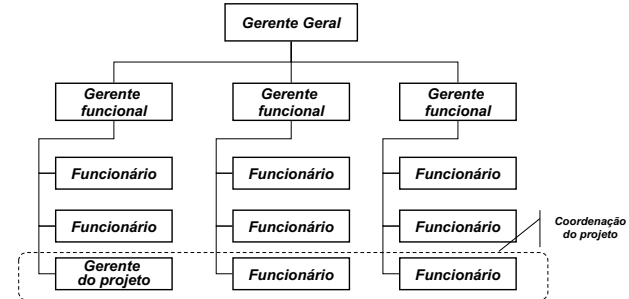 Gerente Geral
Gerente
funcional
Gerente
funcional
Gerente
funcional
Funcionário
Funcionário
Funcionário
Funcionário
Funcionário
Funcionário
Coordenação
do projeto
Gerente
do projeto
Funcionário
Funcionário